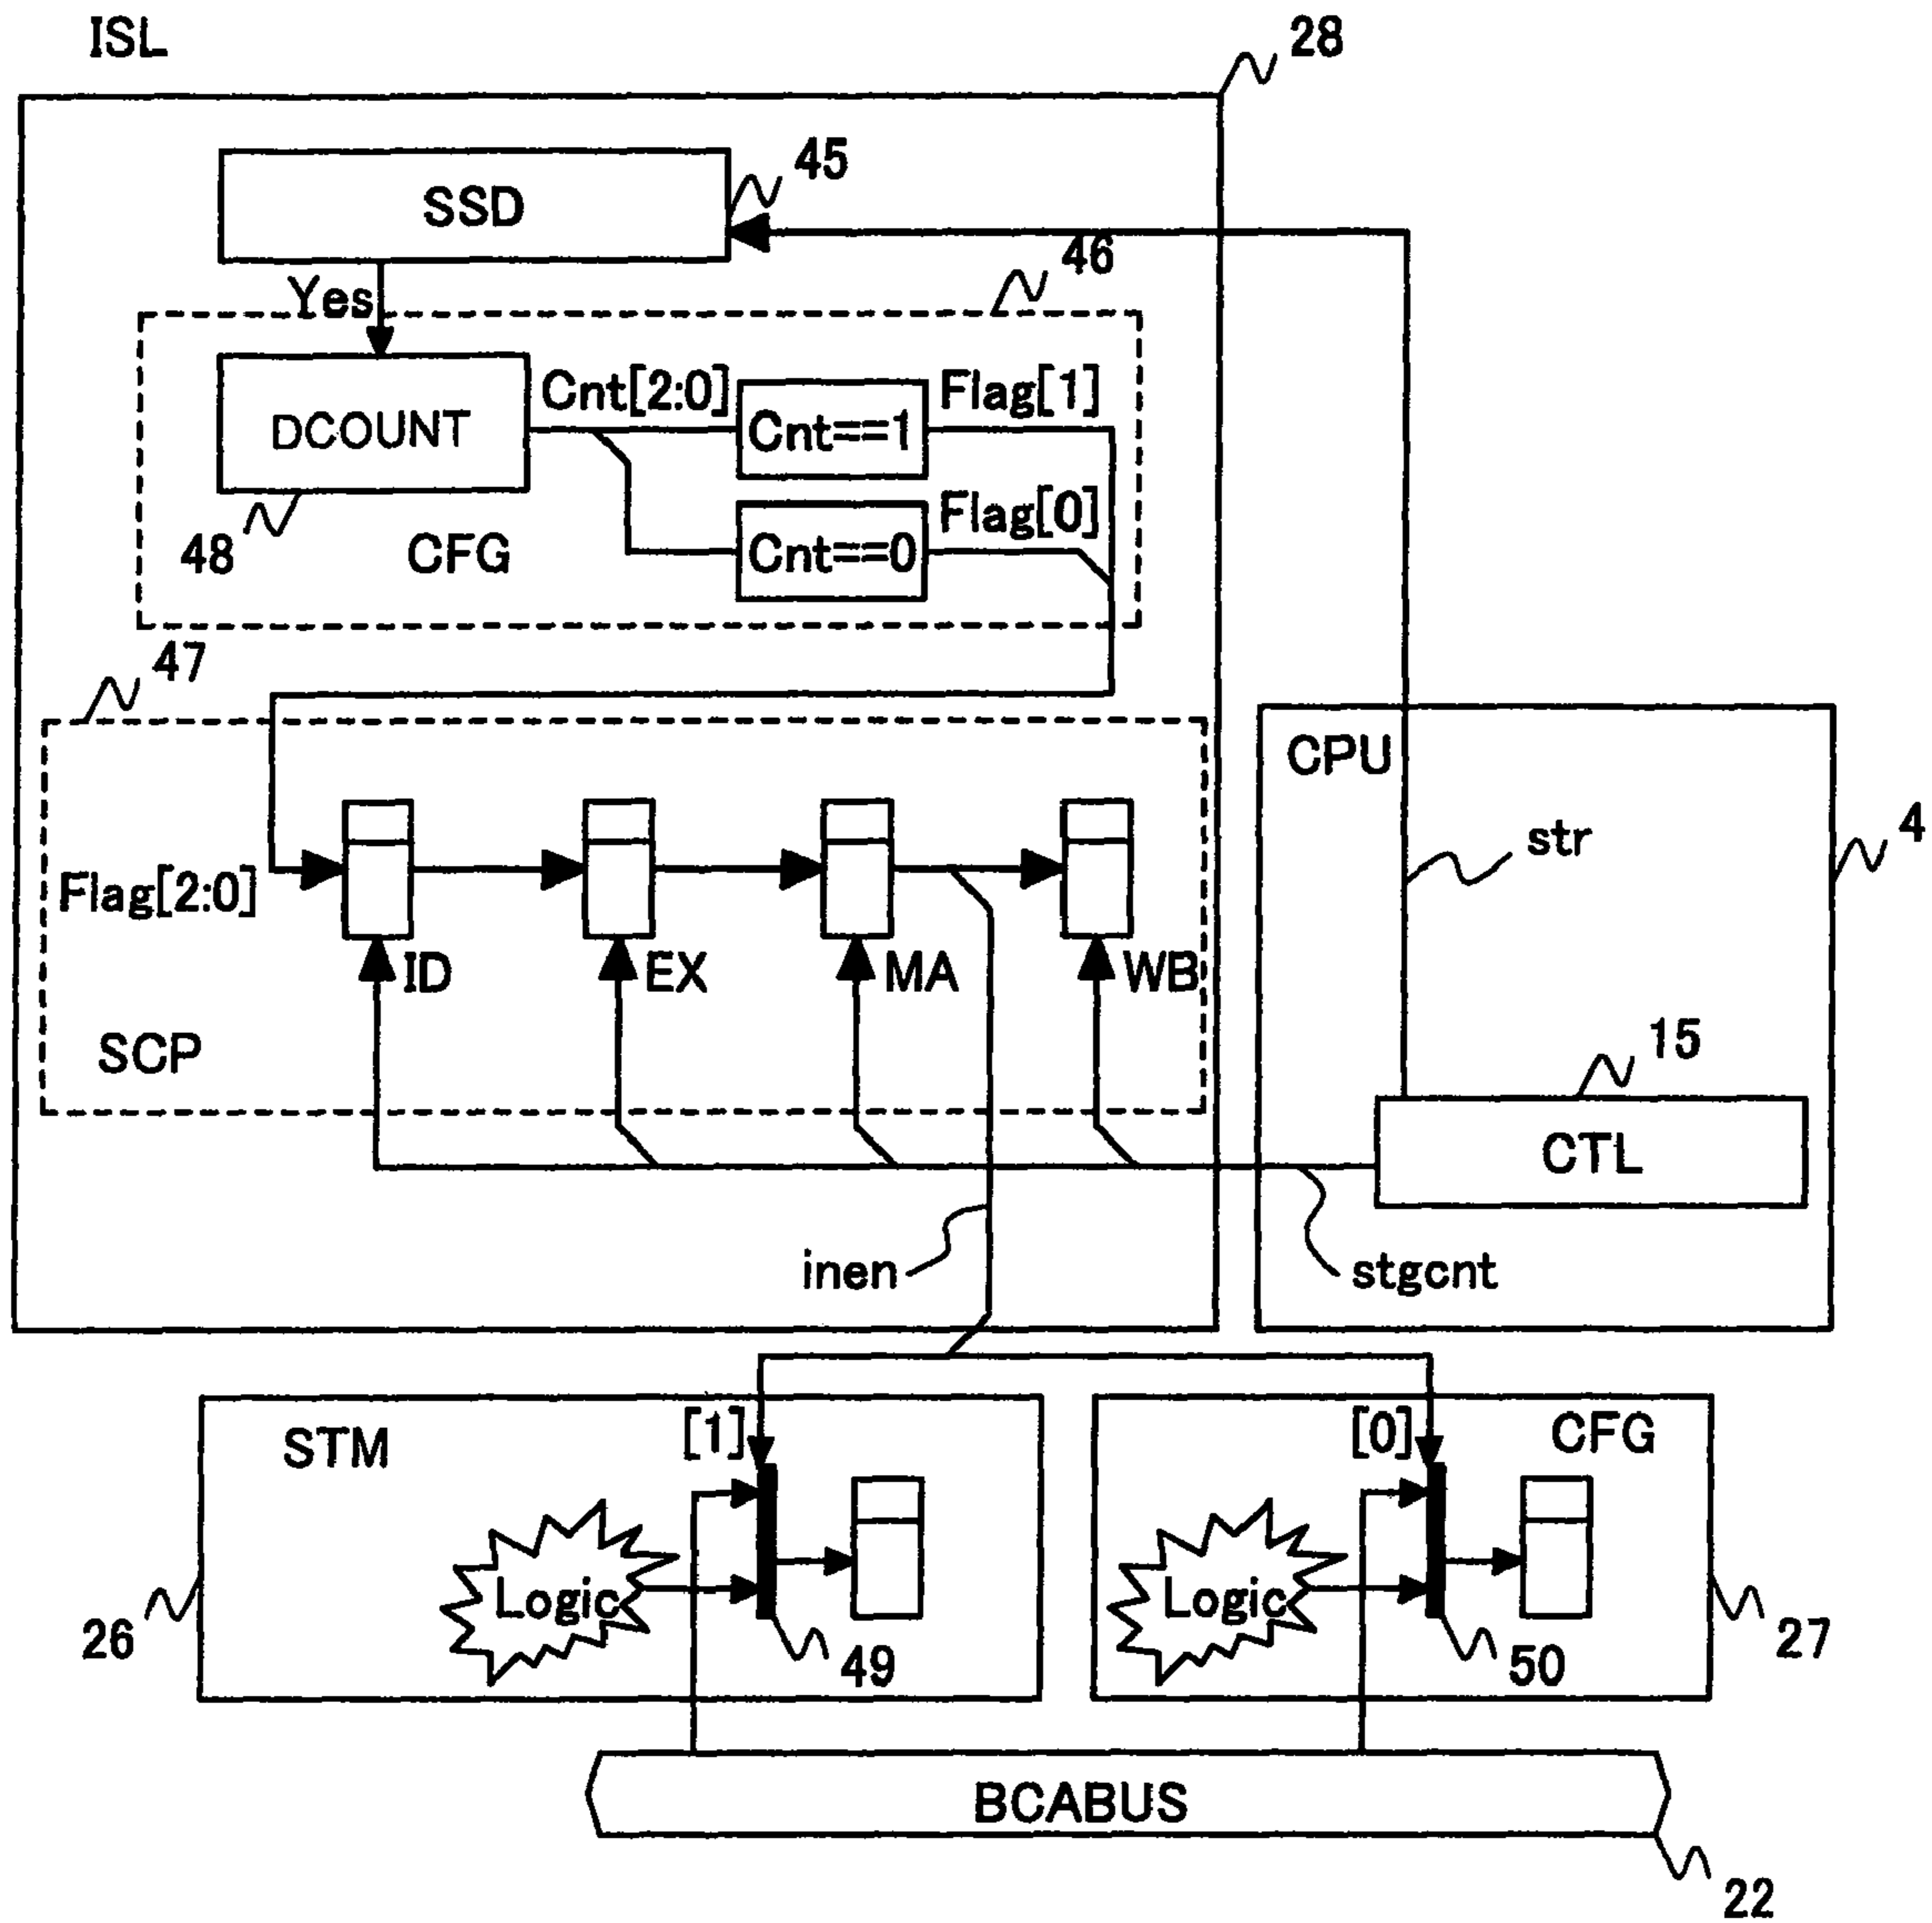 ISL
28
SSD
45
46
Yes
DCOUNT
Cnt[2:0]
Cnt==1
Flag[1]
Cnt==0
Flag[0]
48
CFG
47
CPU
4
str
Flag[2:0]
ID
EX
MA
WB
SCP
15
CTL
inen
stgcnt
STM
[1]
[0]
CFG
Logic
Logic
26
49
50
27
BCABUS
22